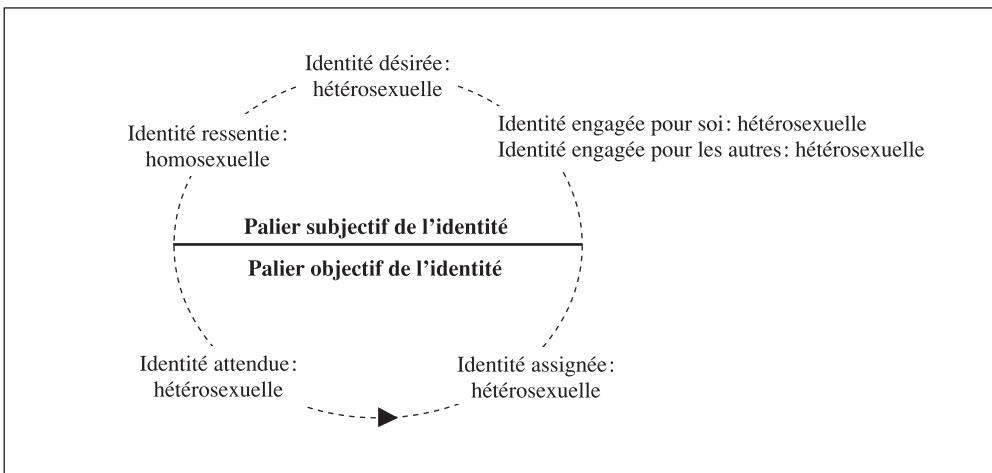 Identité désirée:
hétérosexuelle
Identité ressentie:
homosexuelle
Identité engagée pour soi: hétérosexuelle
Identité engagée pour les autres: hétérosexuelle
Palier subjectif de l’identité
Palier objectif de l’identité
Identité attendue:
hétérosexuelle
Identité assignée:
hétérosexuelle